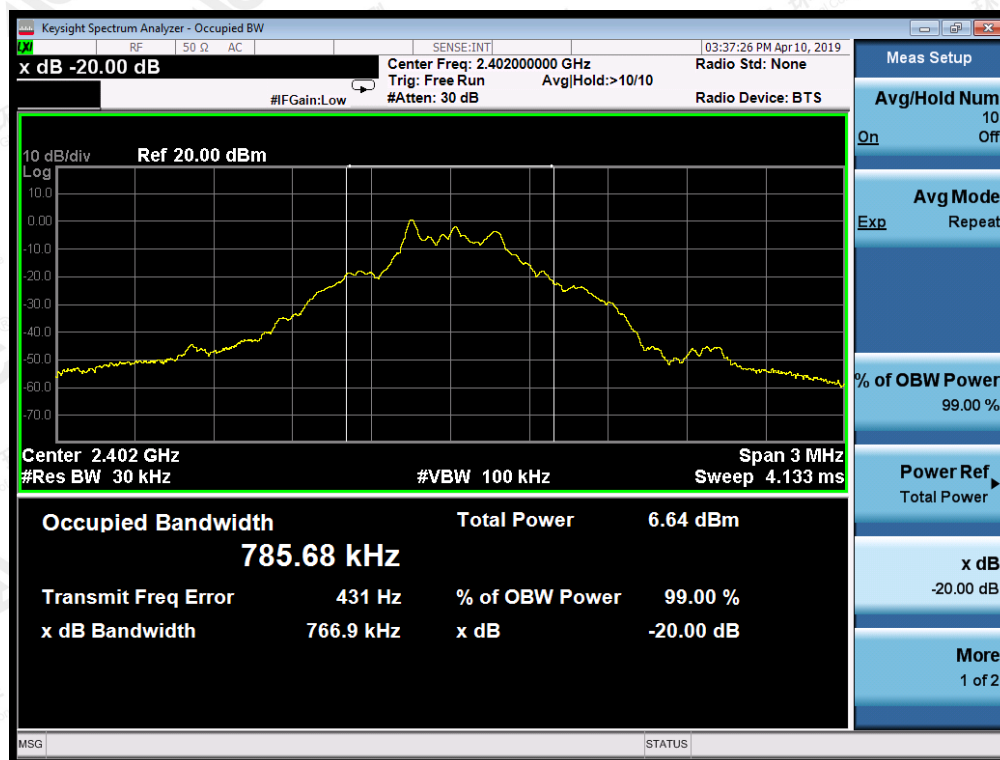 Keysight Spectrum Analyzer - Occupied BW
LXI RF 50 Ω AC SENSE:INT 03:37:26 PM Apr 10, 2019
x dB -20.00 dB
Center Freq: 2.402000000 GHz Radio Std: None
Trig: Free Run Avg|Hold:>10/10
#IFGain:Low #Atten: 30 dB Radio Device: BTS
10 dB/div Ref 20.00 dBm
Log
10.0
0.00
-10.0
-20.0
-30.0
-40.0
-50.0
-60.0
-70.0
Center 2.402 GHz Span 3 MHz
#Res BW 30 kHz #VBW 100 kHz Sweep 4.133 ms
Occupied Bandwidth Total Power 6.64 dBm
785.68 kHz
Transmit Freq Error 431 Hz % of OBW Power 99.00 %
x dB Bandwidth 766.9 kHz x dB -20.00 dB
MSG STATUS
Meas Setup
Avg/Hold Num
10
On Off
Avg Mode
Exp Repeat
% of OBW Power
99.00 %
Power Ref
Total Power
x dB
-20.00 dB
More
1 of 2